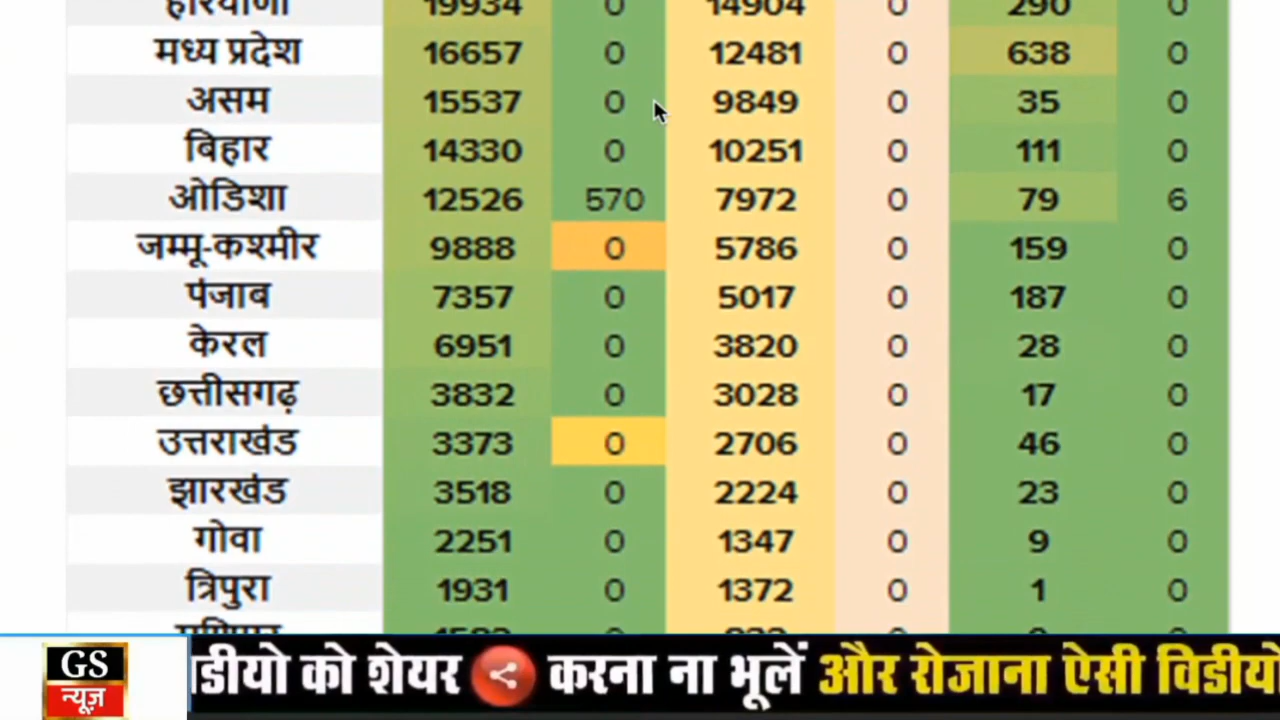 हरियाणा 19934 0 14904 0 290 0
मध्य प्रदेश 16657 0 12481 0 638 0
असम 15537 0 9849 0 35 0
बिहार 14330 0 10251 0 111 0
ओडिशा 12526 570 7972 0 79 6
जम्मू-कश्मीर 9888 0 5786 0 159 0
पंजाब 7357 0 5017 0 187 0
केरल 6951 0 3820 0 28 0
छत्तीसगढ़ 3832 0 3028 0 17 0
उत्तराखंड 3373 0 2706 0 46 0
झारखंड 3518 0 2224 0 23 0
गोवा 2251 0 1347 0 9 0
त्रिपुरा 1931 0 1372 0 1 0
GS
न्यूज़
डीयो को शेयर करना ना भूलें और रोजाना ऐसी विडीयो